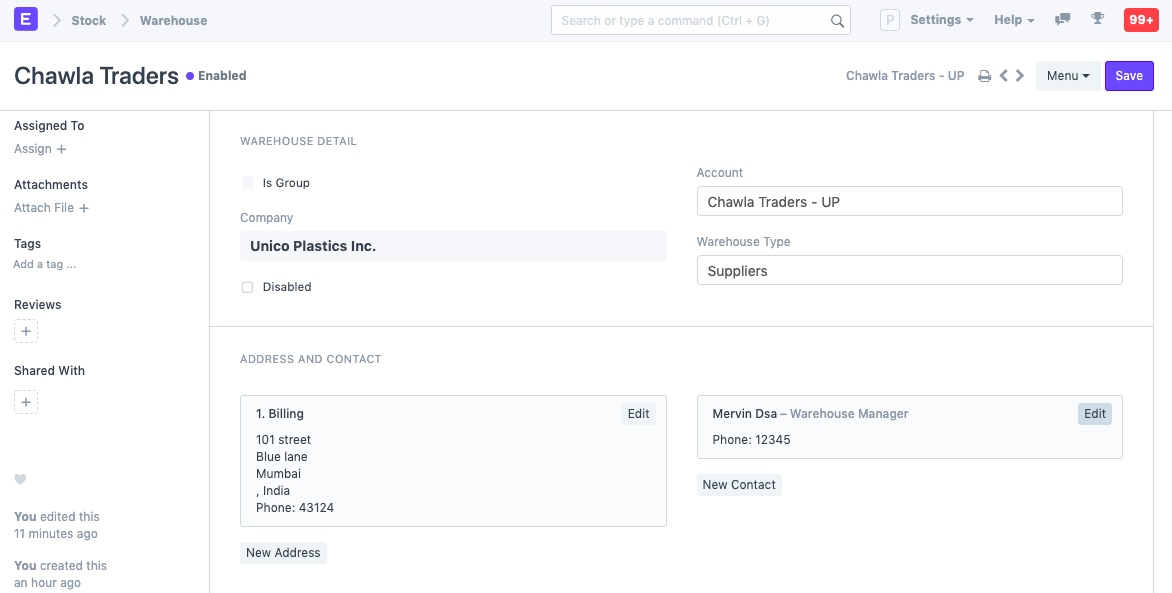 E Stock Warehouse Search or type a command (Ctrl + G) P Settings Help 99+
Chawla Traders Enabled Chawla Traders - UP Menu Save
Assigned To
Assign +
Attachments
Attach File +
Tags
Add a tag ...
Reviews
+
Shared With
+
You edited this
11 minutes ago
You created this
an hour ago
WAREHOUSE DETAIL
Is Group
Company
Unico Plastics Inc.
Disabled
Account
Chawla Traders - UP
Warehouse Type
Suppliers
ADDRESS AND CONTACT
1. Billing Edit
101 street
Blue lane
Mumbai
, India
Phone: 43124
New Address
Mervin Dsa – Warehouse Manager Edit
Phone: 12345
New Contact